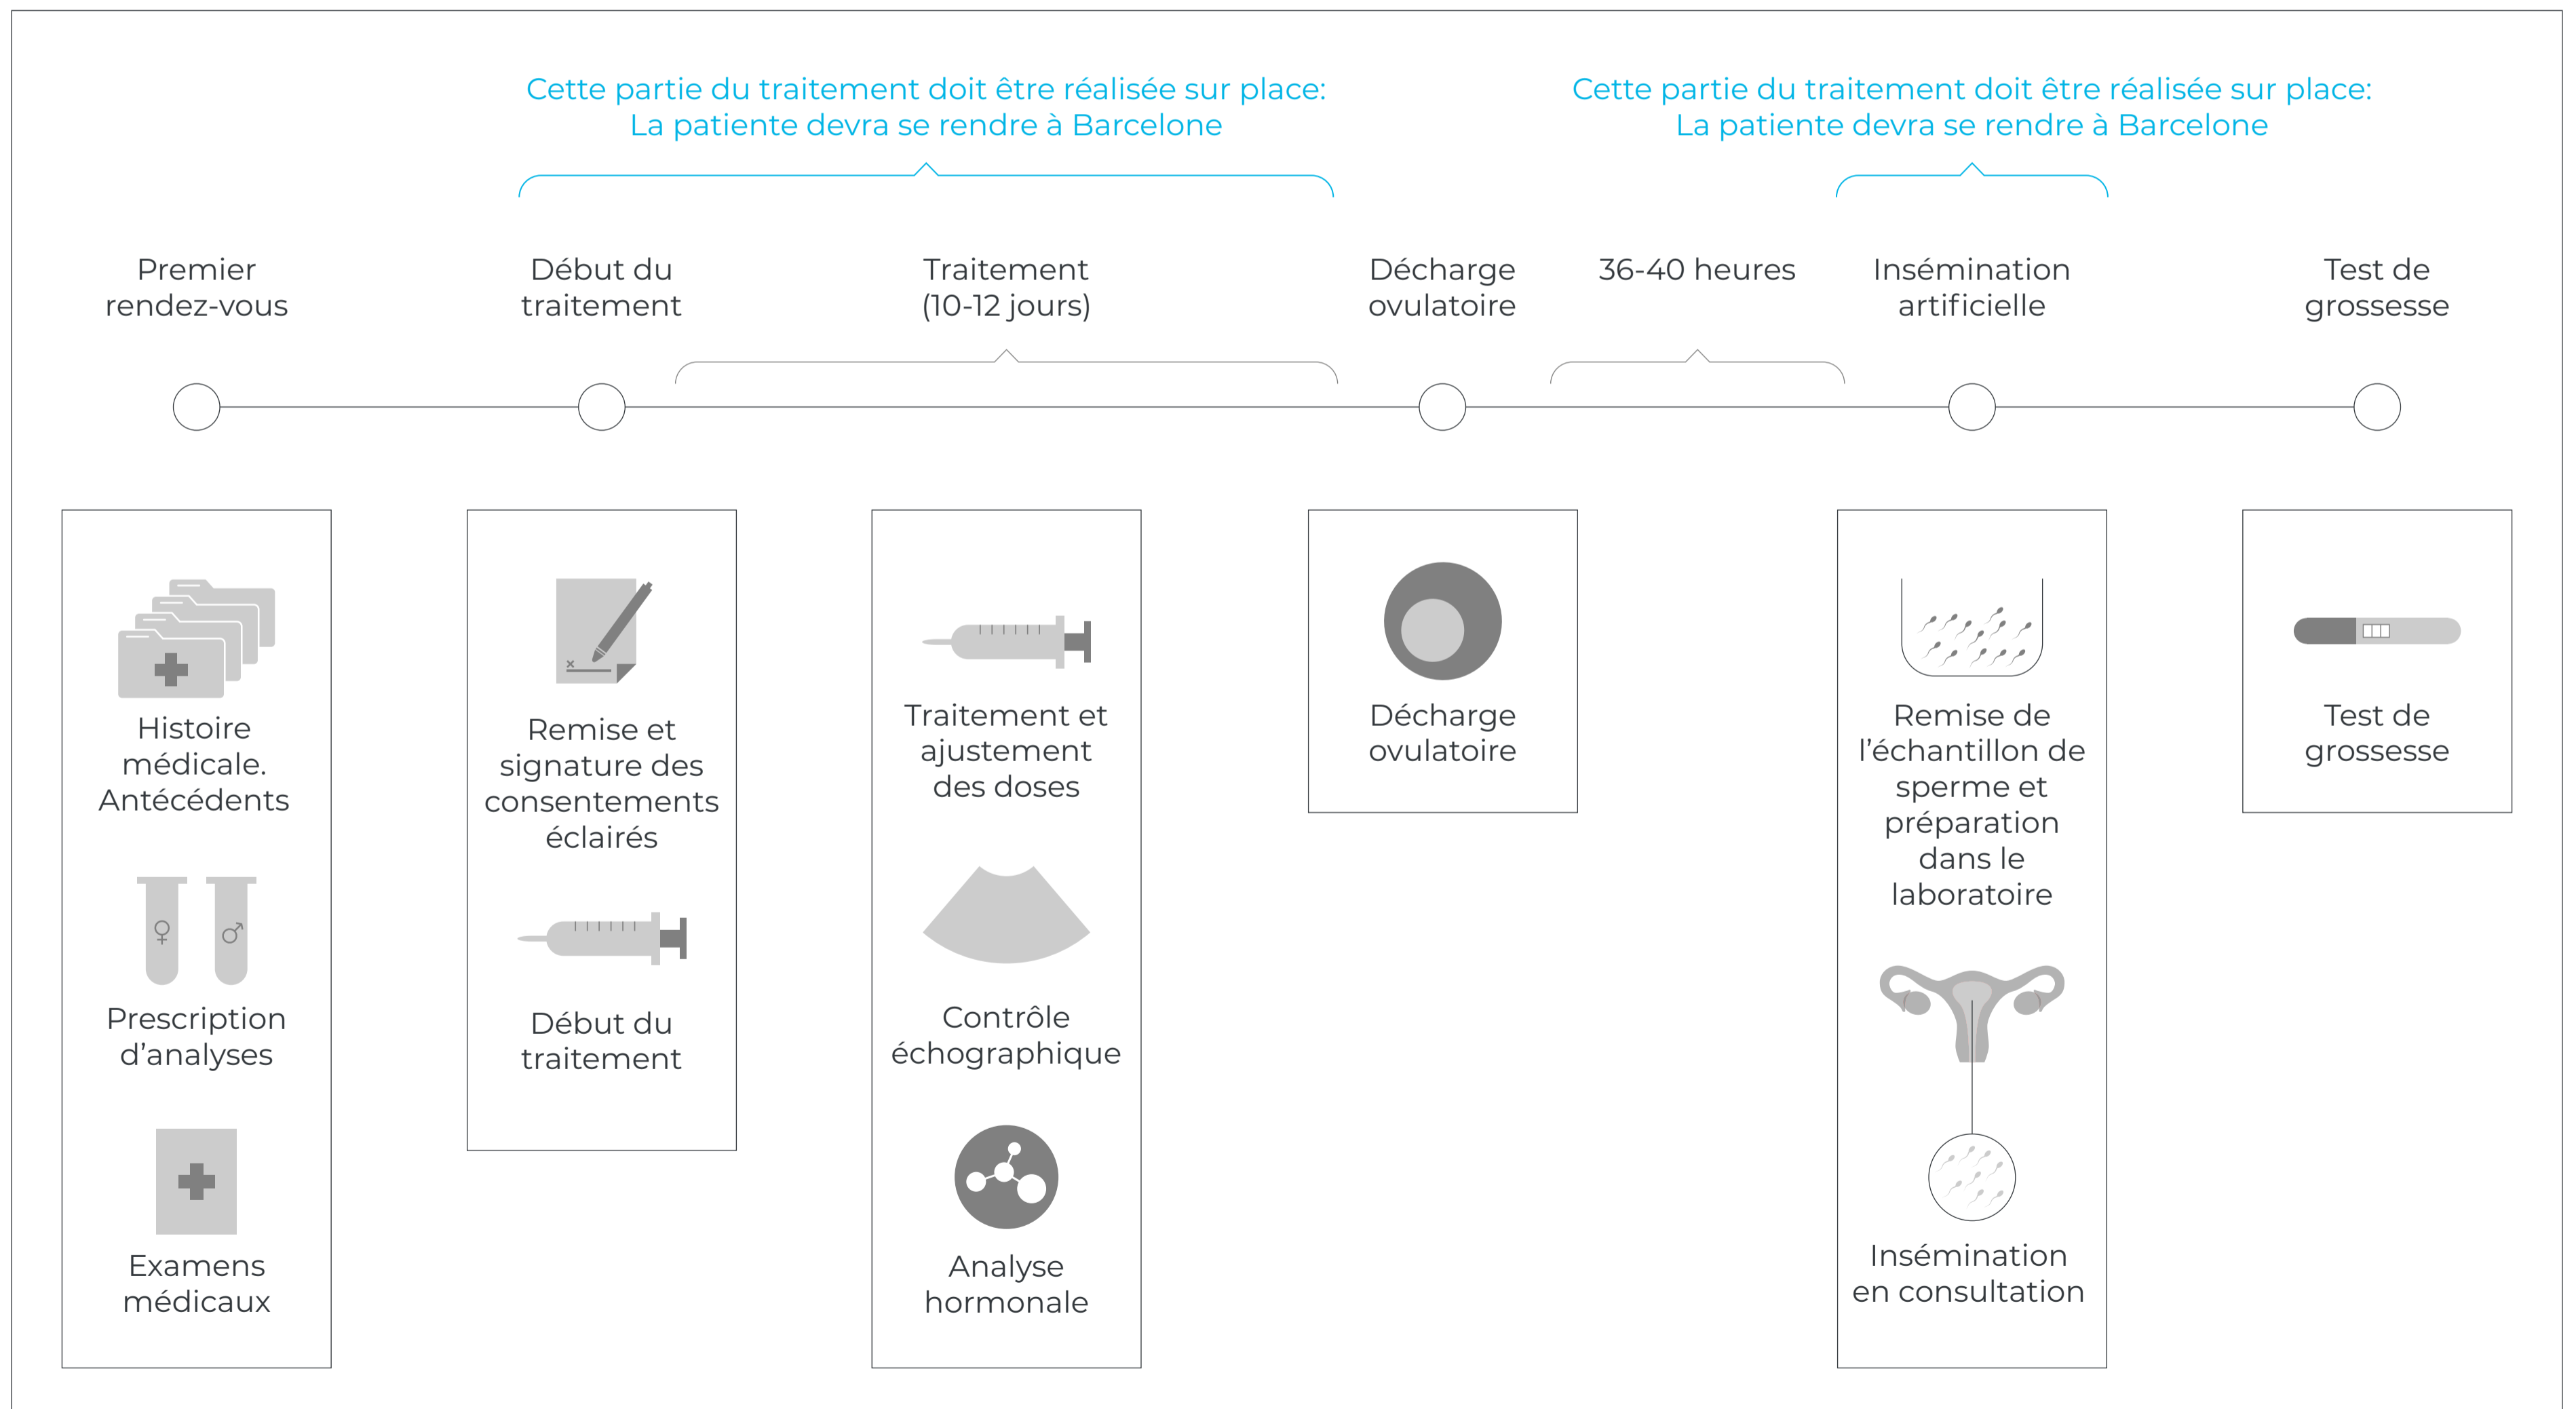 Cette partie du traitement doit être réalisée sur place:
La patiente devra se rendre à Barcelone
Cette partie du traitement doit être réalisée sur place:
La patiente devra se rendre à Barcelone
Premier
rendez-vous
Début du
traitement
Traitement
(10-12 jours)
Décharge
ovulatoire
36-40 heures
Insémination
artificielle
Test de
grossesse
Histoire
médicale.
Antécédents
Prescription
d’analyses
Examens
médicaux
Remise et
signature des
consentements
éclairés
Début du
traitement
Traitement et
ajustement
des doses
Contrôle
échographique
Analyse
hormonale
Décharge
ovulatoire
Remise de
l’échantillon de
sperme et
préparation
dans le
laboratoire
Insémination
en consultation
Test de
grossesse